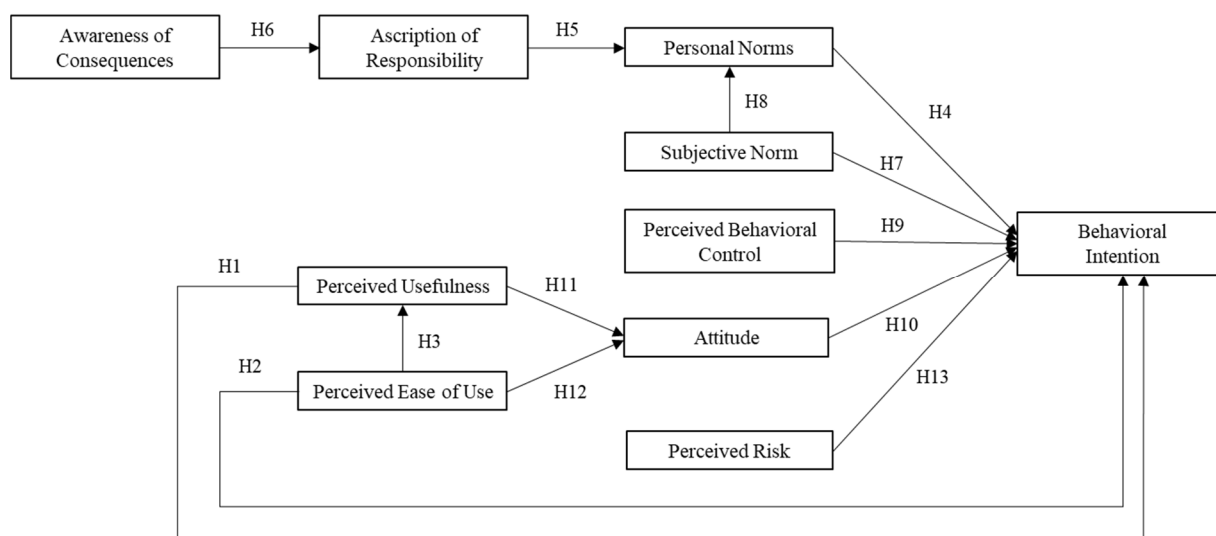 Awareness of
Consequences
H6
Ascription of
Responsibility
H5
Personal Norms
H8
H4
Subjective Norm
H7
Perceived Behavioral
Control
H9
Behavioral
Intention
H1
Perceived Usefulness
H11
H3
Attitude
H10
H2
Perceived Ease of Use
H12
H13
Perceived Risk